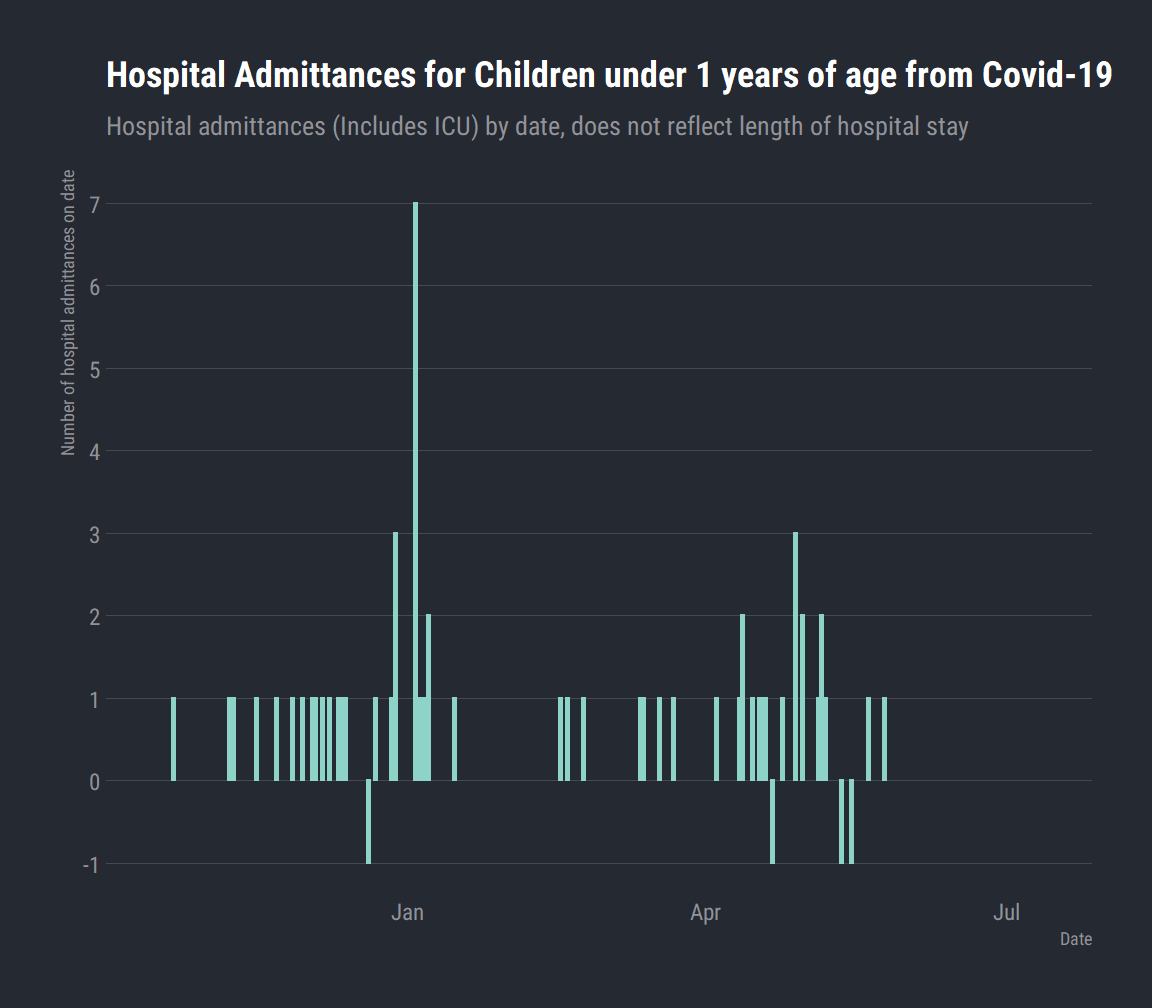 Hospital Admittances for Children under 1 years of age from Covid-19
Hospital admittances (Includes ICU) by date, does not reflect length of hospital stay
Number of hospital admittances on date
7
6
5
4
3
2
1
0
-1
Jan
Apr
Jul
Date